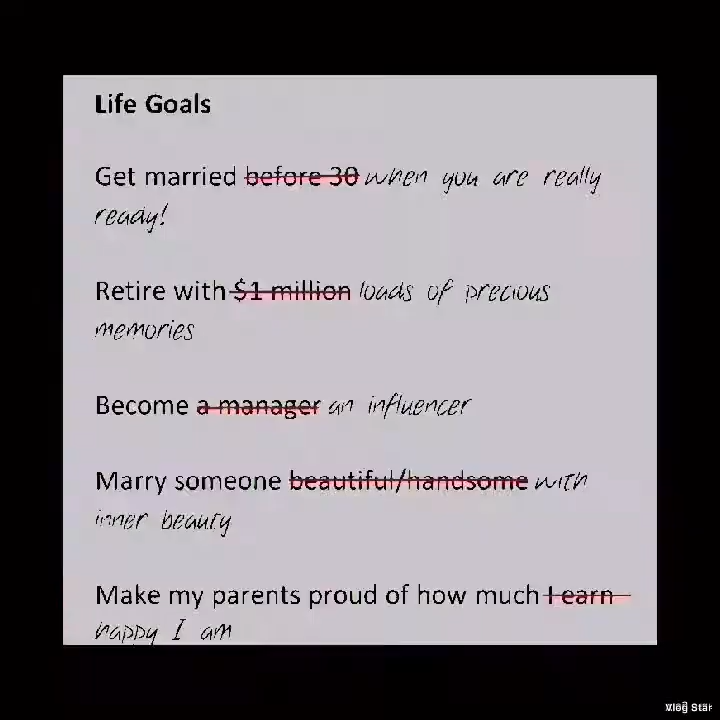 Life Goals
Get married before 30 when you are really
ready!
Retire with $1 million loads of precious
memories
Become a manager an influencer
Marry someone beautiful/handsome with
inner beauty
Make my parents proud of how much I earn
happy I am